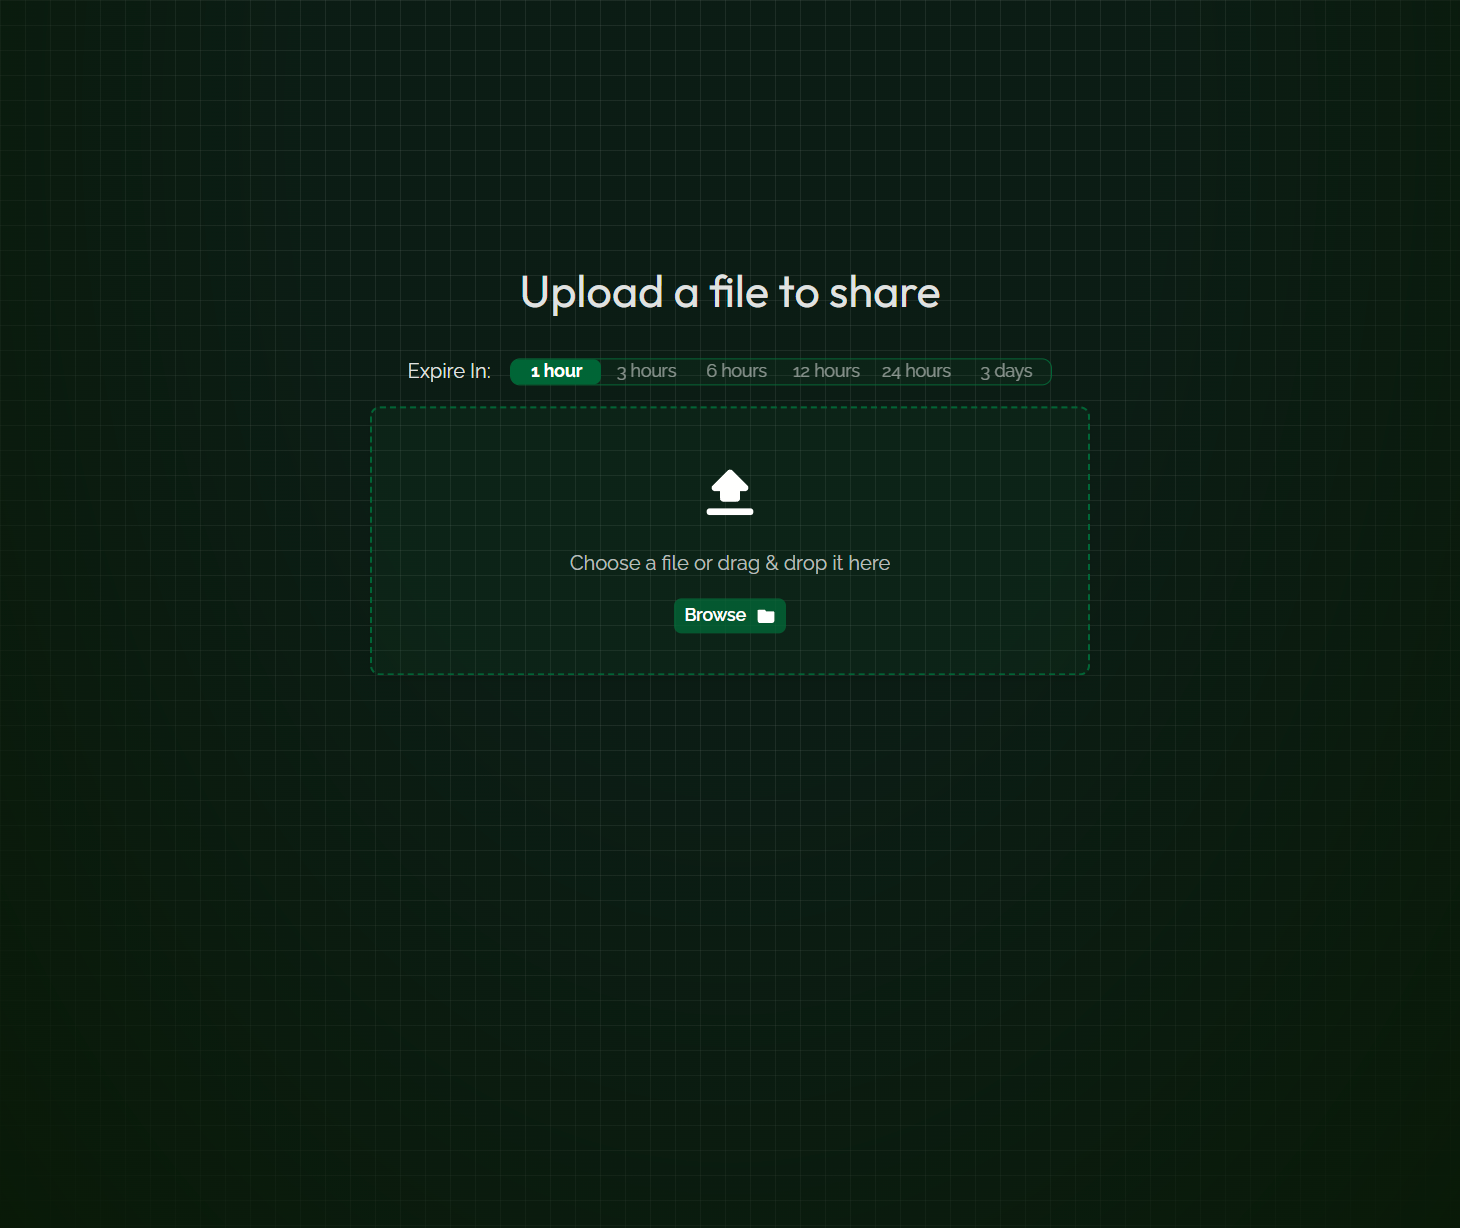 Upload a file to share
Expire In: 1 hour 3 hours 6 hours 12 hours 24 hours 3 days
Choose a file or drag & drop it here
Browse